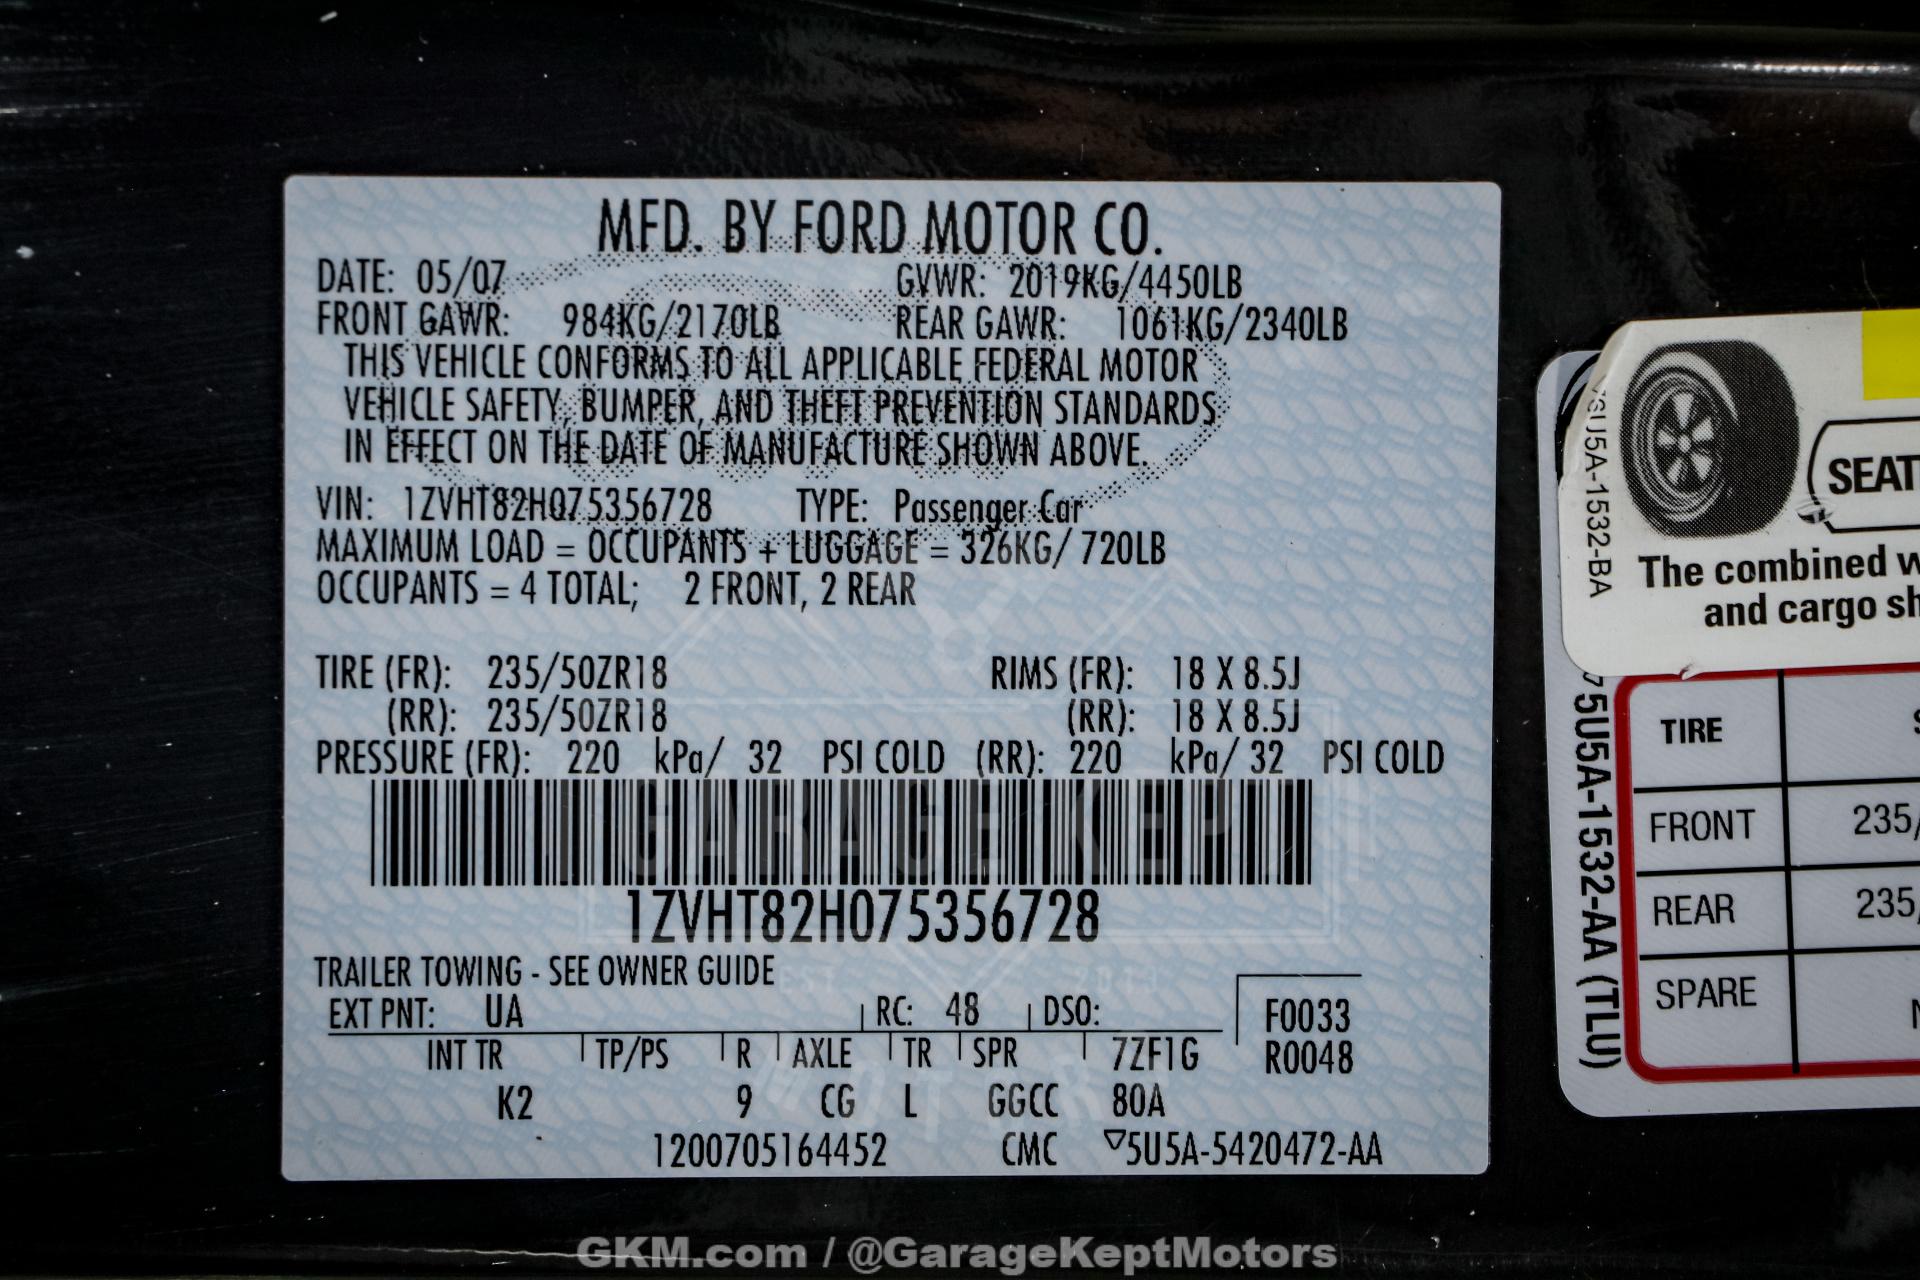 MFD. BY FORD MOTOR CO.
DATE: 05/07 GVWR: 2019KG/4450LB
FRONT GAWR: 984KG/2170LB REAR GAWR: 1061KG/2340LB
THIS VEHICLE CONFORMS TO ALL APPLICABLE FEDERAL MOTOR
VEHICLE SAFETY, BUMPER, AND THEFT PREVENTION STANDARDS
IN EFFECT ON THE DATE OF MANUFACTURE SHOWN ABOVE.
VIN: 1ZVHT82H075356728 TYPE: Passenger Car
MAXIMUM LOAD = OCCUPANTS + LUGGAGE = 326KG/ 720LB
OCCUPANTS = 4 TOTAL; 2 FRONT, 2 REAR
TIRE (FR): 235/50ZR18 RIMS (FR): 18 X 8.5J
(RR): 235/50ZR18 (RR): 18 X 8.5J
PRESSURE (FR): 220 kPa/ 32 PSI COLD (RR): 220 kPa/ 32 PSI COLD
GARAGE KEPT
1ZVHT82H075356728
EST. 2013
MOTORS
TRAILER TOWING - SEE OWNER GUIDE
EXT PNT: UA RC: 48 DSO: F0033
INT TR TP/PS R AXLE TR SPR 7ZF1G R0048
K2 9 CG L GGCC 80A
1200705164452 CMC ▽5U5A-5420472-AA
5U5A-1532-BA
SEAT
The combined
and cargo
75U5A-1532-AA (TLU)
TIRE
FRONT 235/
REAR 235/
SPARE
GKM.com / @GarageKeptMotors